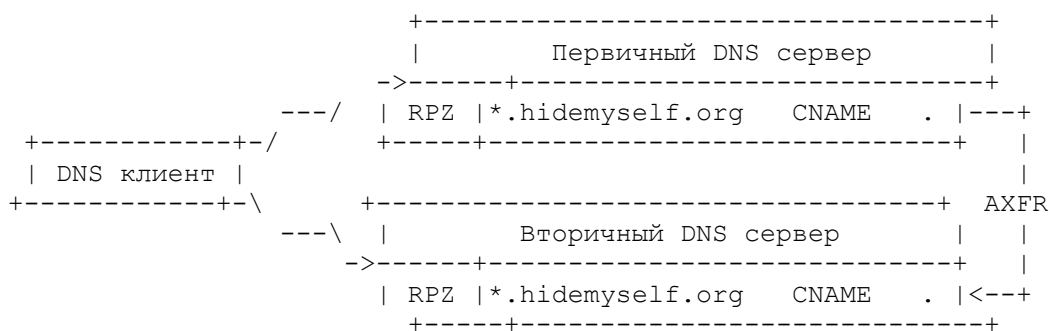 Первичный DNS сервер
RPZ *.hidemyself.org CNAME .
DNS клиент
AXFR
Вторичный DNS сервер
RPZ *.hidemyself.org CNAME .